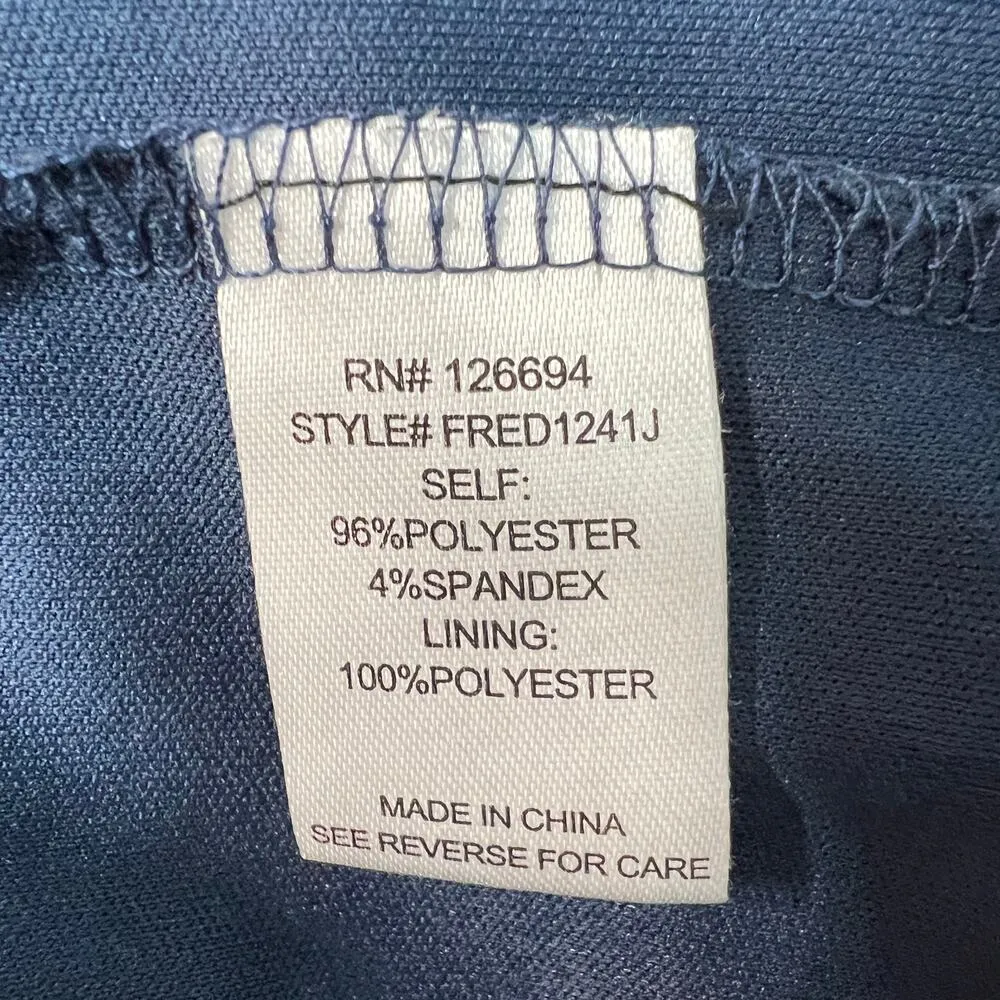 RN# 126694
STYLE# FRED1241J
SELF:
96%POLYESTER
4%SPANDEX
LINING:
100%POLYESTER
MADE IN CHINA
SEE REVERSE FOR CARE